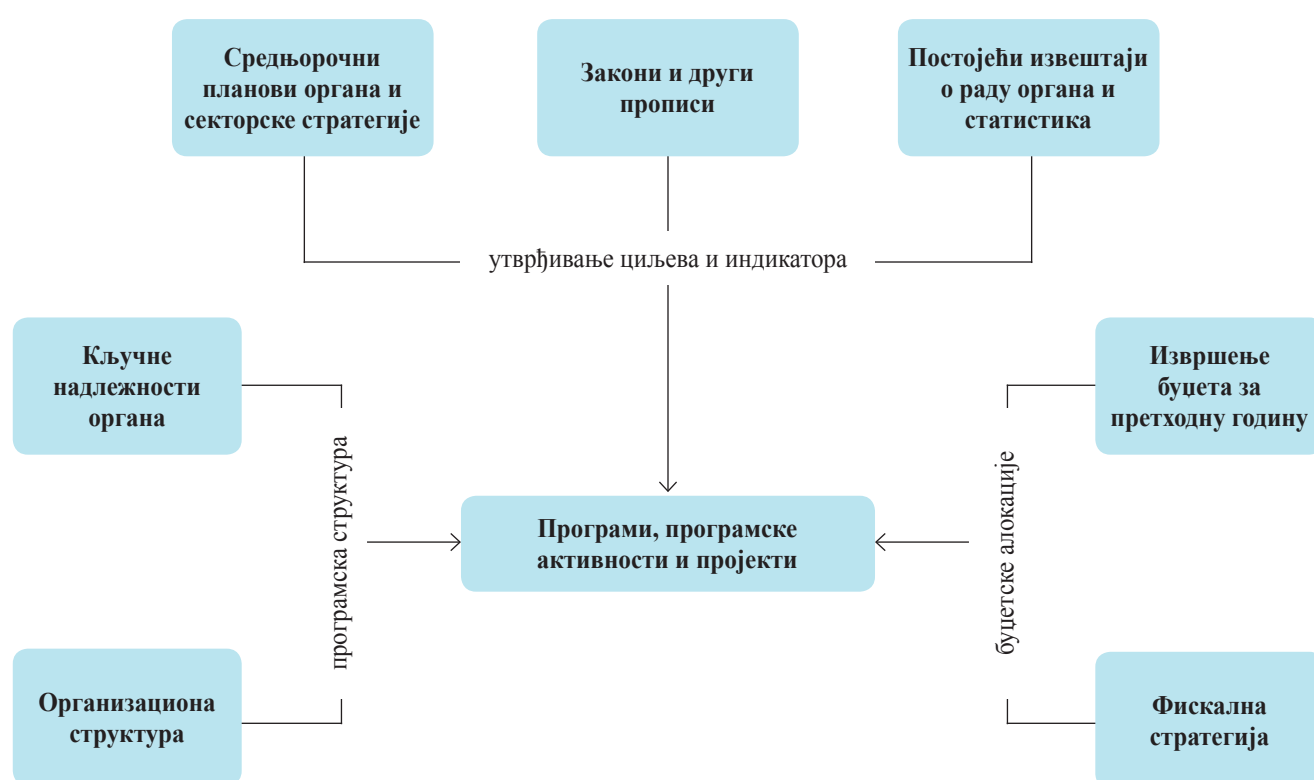 Средњорочни
планови органа и
секторске стратегије
Закони и други
прописи
Постојећи извештаји
о раду органа и
статистика
утврђивање циљева и индикатора
Кључне
надлежности
органа
програмска структура
Организациона
структура
Програми, програмске
активности и пројекти
Извршење
буџета за
претходну годину
буџетске алокације
Фискална
стратегија